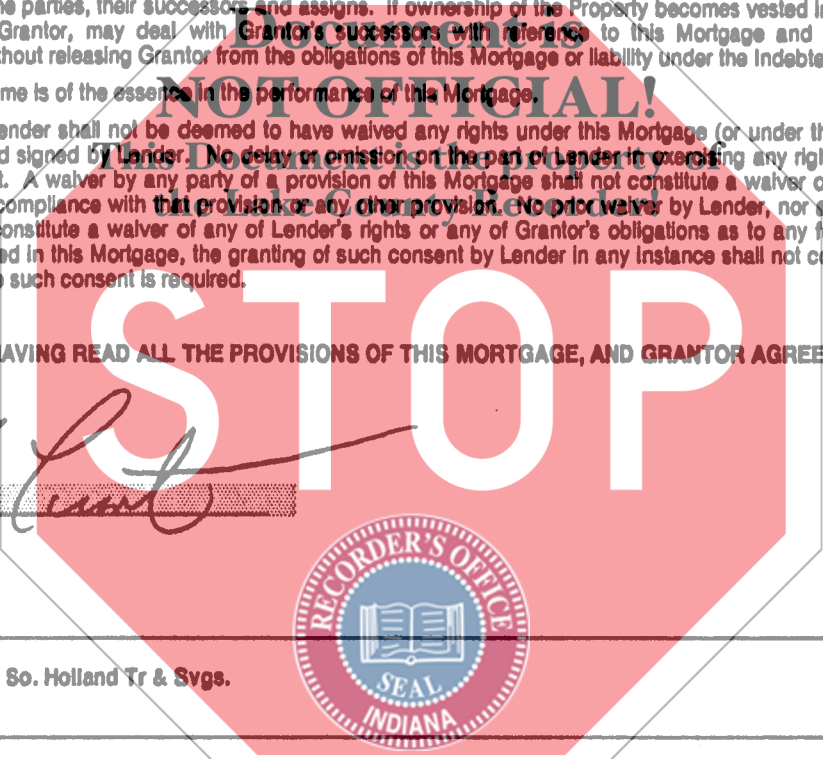 he parties, their successors and assigns. If ownership of the Property becomes vested in
Grantor, may deal with Grantor's successors with reference to this Mortgage and
hout releasing Grantor from the obligations of this Mortgage or liability under the Indebte
me is of the essence in the performance of this Mortgage.
ender shall not be deemed to have waived any rights under this Mortgage (or under th
d signed by Lender. No delay or omission on the part of Lender in exercising any righ
t. A waiver by any party of a provision of this Mortgage shall not constitute a waiver o
compliance with that provision or any other provision. No prior waiver by Lender, nor
constitute a waiver of any of Lender's rights or any of Grantor's obligations as to any f
ed in this Mortgage, the granting of such consent by Lender in any instance shall not co
such consent is required.
Document is
NOT OFFICIAL!
This Document is the property of
the Lake County Recorder!
STOP
AVING READ ALL THE PROVISIONS OF THIS MORTGAGE, AND GRANTOR AGREE
RECORDER'S OFFICE
SEAL
INDIANA
So. Holland Tr & Svgs.